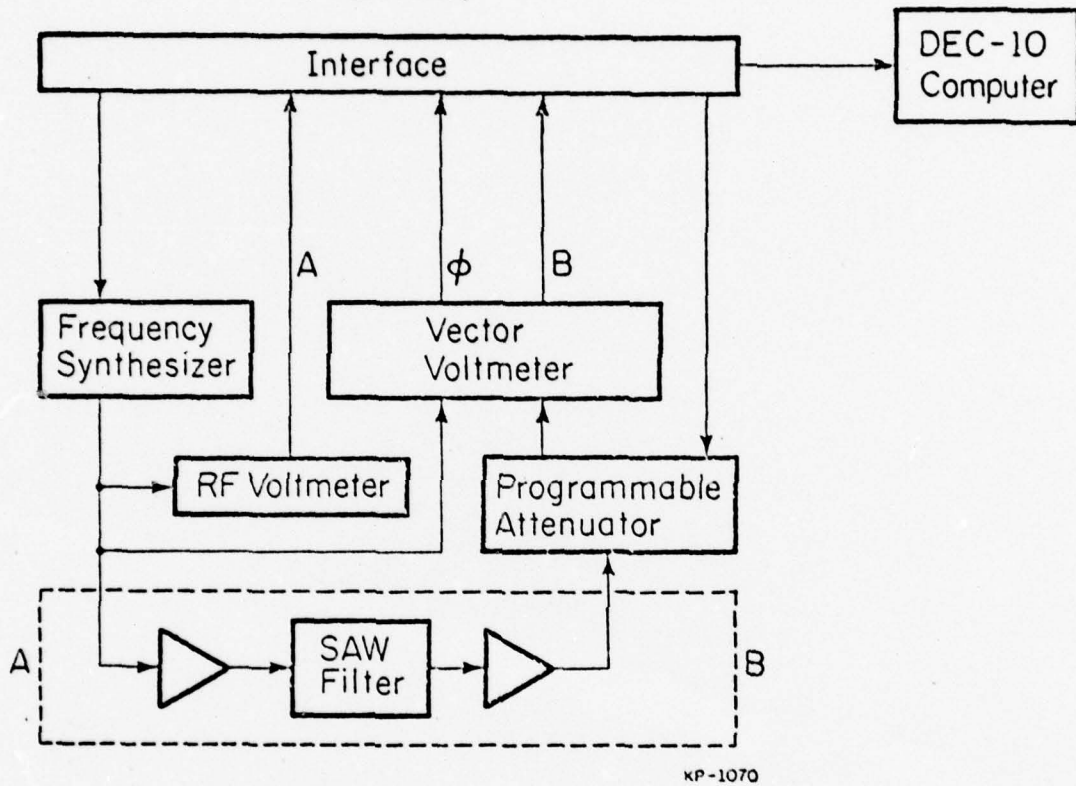 DEC-10
Computer
Interface
A
φ
B
Frequency
Synthesizer
Vector
Voltmeter
RF Voltmeter
Programmable
Attenuator
A
SAW
Filter
B
KP-1070